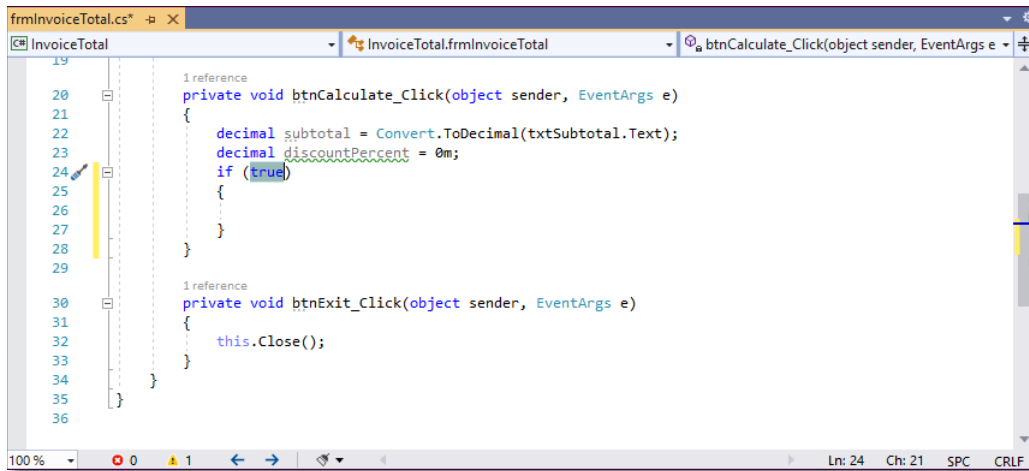 frmInvoiceTotal.cs*
C# InvoiceTotal InvoiceTotal.frmInvoiceTotal btnCalculate_Click(object sender, EventArgs e
19
1 reference
20 private void btnCalculate_Click(object sender, EventArgs e)
21 {
22 decimal subtotal = Convert.ToDecimal(txtSubtotal.Text);
23 decimal discountPercent = 0m;
24 if (true)
25 {
26
27 }
28 }
29
1 reference
30 private void btnExit_Click(object sender, EventArgs e)
31 {
32 this.Close();
33 }
34 }
35 }
36
100 % 0 1 Ln: 24 Ch: 21 SPC CRLF